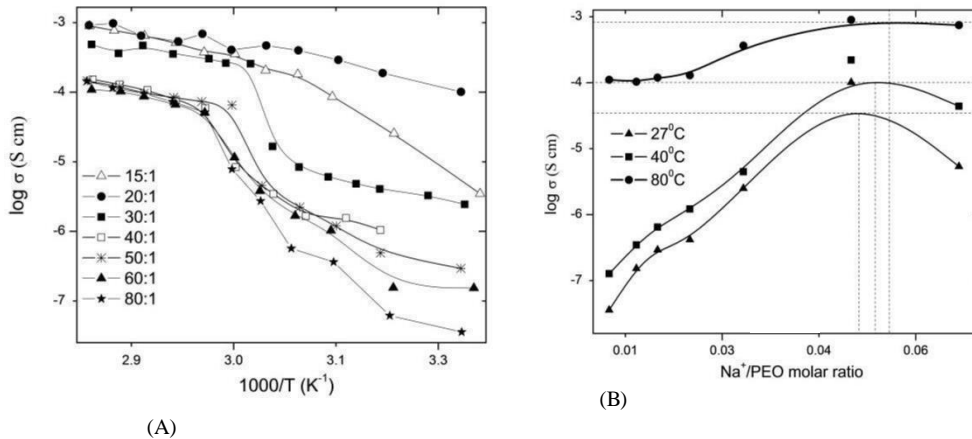 -3
-4
-5
-6
-7
log σ (S cm)
15:1
20:1
30:1
40:1
50:1
60:1
80:1
2.9 3.0 3.1 3.3
1000/T (K⁻¹)
(A)
-3
-4
-5
-6
-7
log σ (S cm)
27⁰C
40⁰C
80⁰C
0.01 0.03 0.04 0.06
Na⁺/PEO molar ratio
(B)